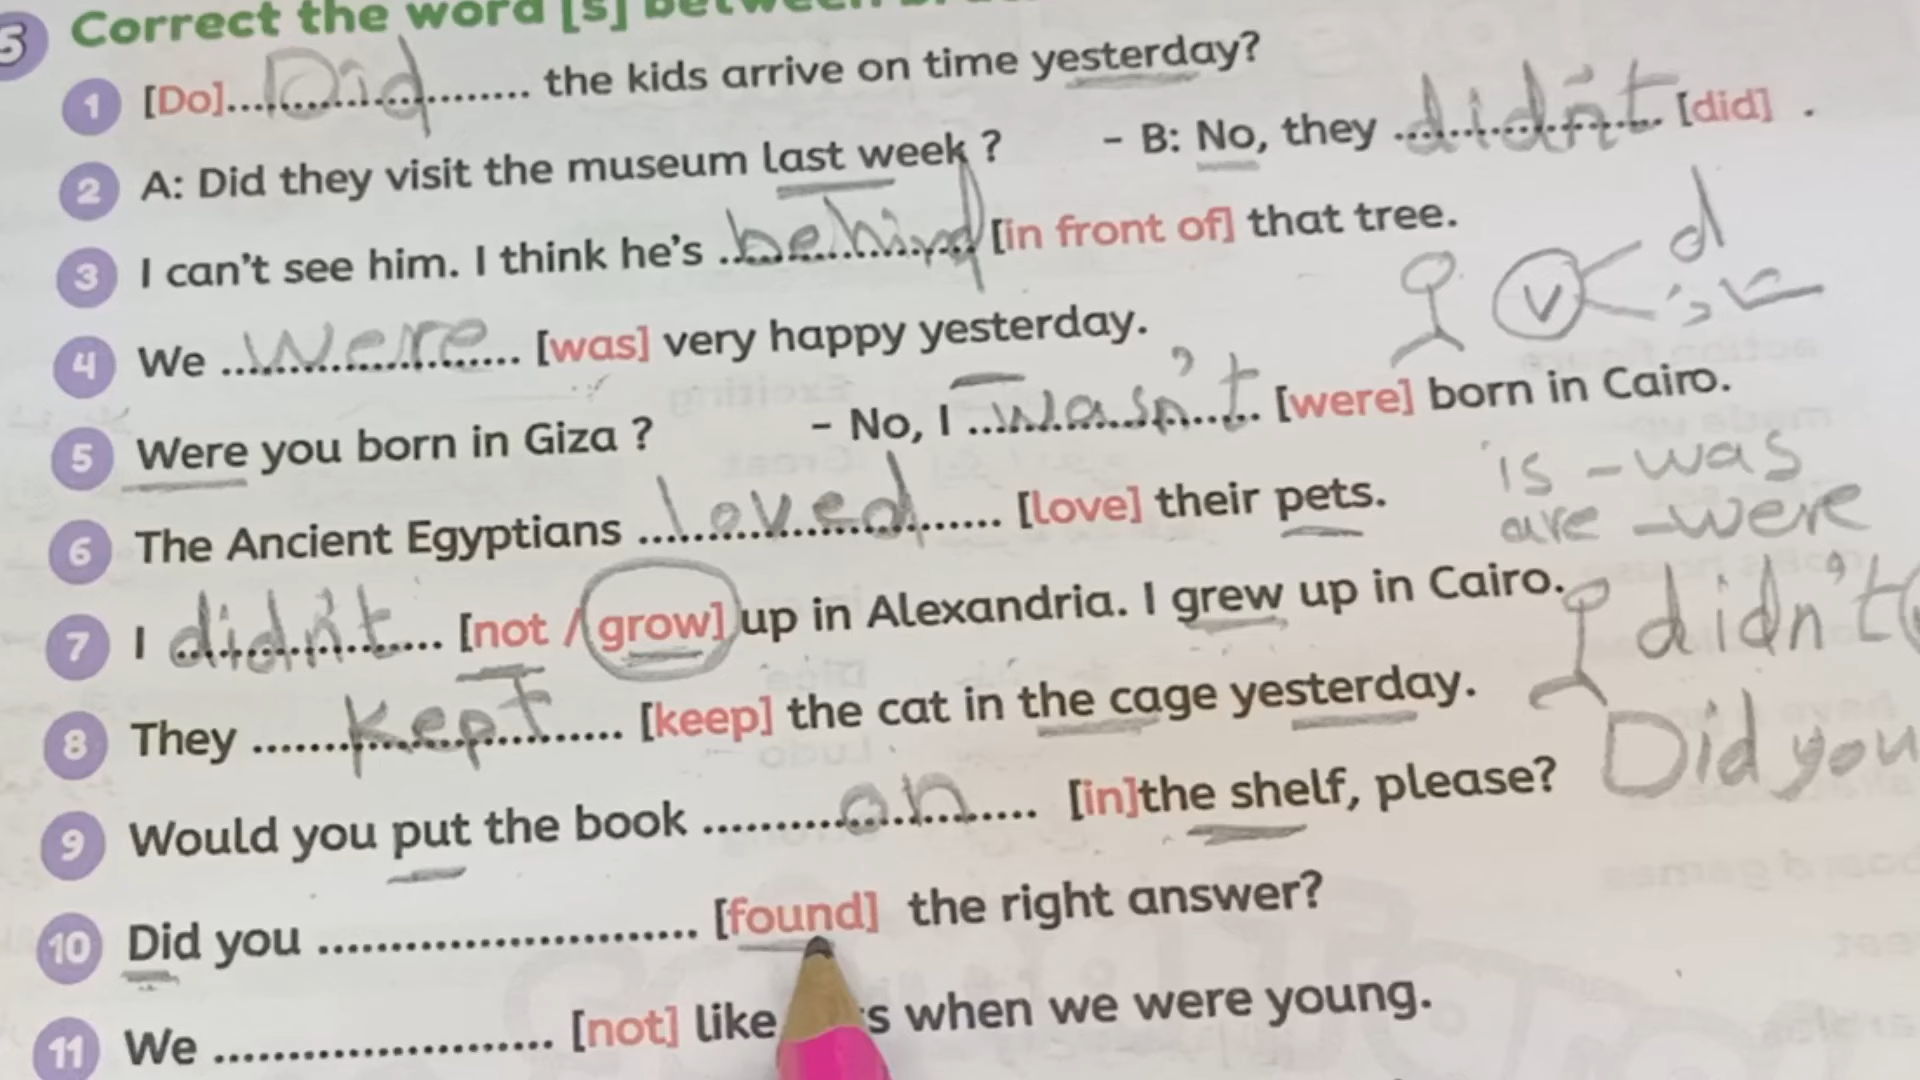 5 Correct the word [s]
1 [Do]....Did.... the kids arrive on time yesterday?
2 A: Did they visit the museum last week ? - B: No, they ....didn't.... [did] .
3 I can't see him. I think he's ....behind.... [in front of] that tree.
d
V
's
4 We ....were.... [was] very happy yesterday.
5 Were you born in Giza ? - No, I ....wasn't.... [were] born in Cairo.
is - was
are - were
6 The Ancient Egyptians ....loved.... [love] their pets.
7 I ....didn't.... [not / grow] up in Alexandria. I grew up in Cairo.
didn't
8 They ....kept.... [keep] the cat in the cage yesterday.
Did you
9 Would you put the book ....on.... [in]the shelf, please?
10 Did you .................... [found] the right answer?
11 We .................... [not] like when we were young.